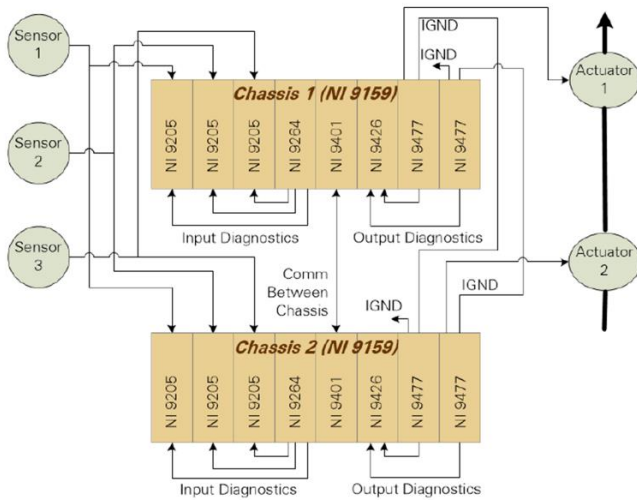 Sensor
1
IGND
IGND
Actuator
1
Chassis 1 (NI 9159)
NI 9205
NI 9205
NI 9205
NI 9264
NI 9401
NI 9426
NI 9477
NI 9477
Sensor
2
Input Diagnostics
Output Diagnostics
Sensor
3
Comm
Between
Chassis
Actuator
2
IGND
IGND
Chassis 2 (NI 9159)
NI 9205
NI 9205
NI 9205
NI 9264
NI 9401
NI 9426
NI 9477
NI 9477
Input Diagnostics
Output Diagnostics